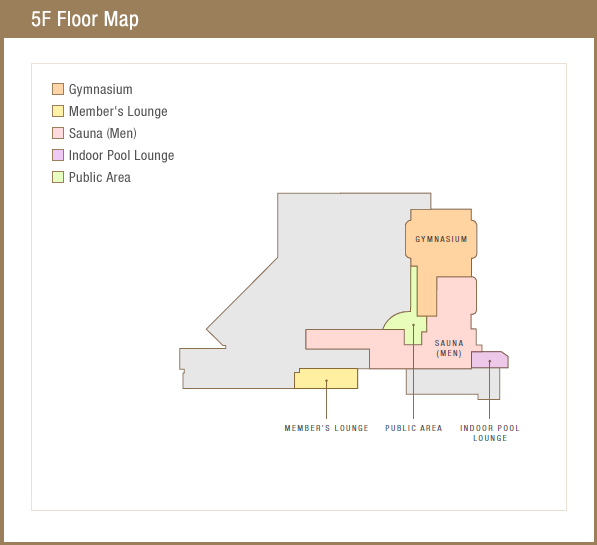 5F Floor Map
Gymnasium
Member's Lounge
Sauna (Men)
Indoor Pool Lounge
Public Area
GYMNASIUM
SAUNA
(MEN)
MEMBER'S LOUNGE
PUBLIC AREA
INDOOR POOL
LOUNGE